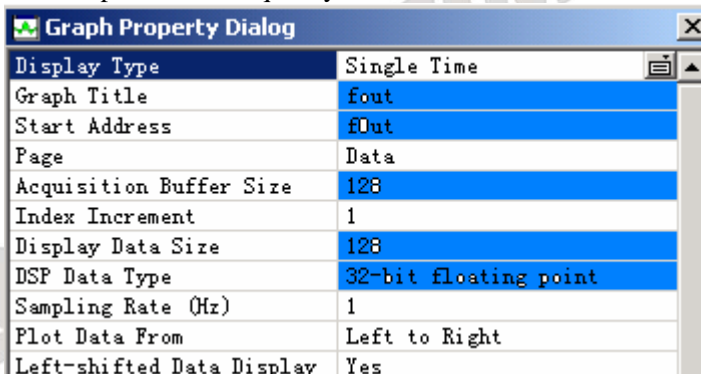 Graph Property Dialog
Display Type Single Time
Graph Title fout
Start Address fOut
Page Data
Acquisition Buffer Size 128
Index Increment 1
Display Data Size 128
DSP Data Type 32-bit floating point
Sampling Rate (Hz) 1
Plot Data From Left to Right
Left-shifted Data Display Yes